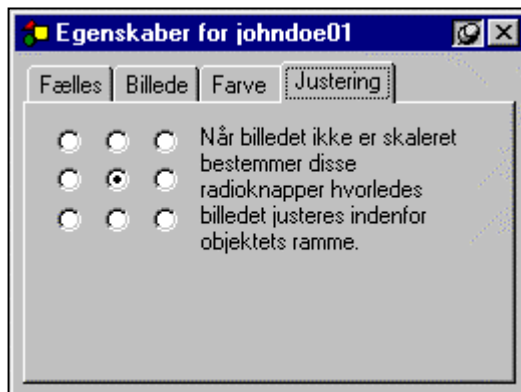 Egenskaber for johndoe01
Fælles Billede Farve Justering
Når billedet ikke er skaleret
bestemmer disse
radioknapper hvorledes
billedet justeres indenfor
objektets ramme.